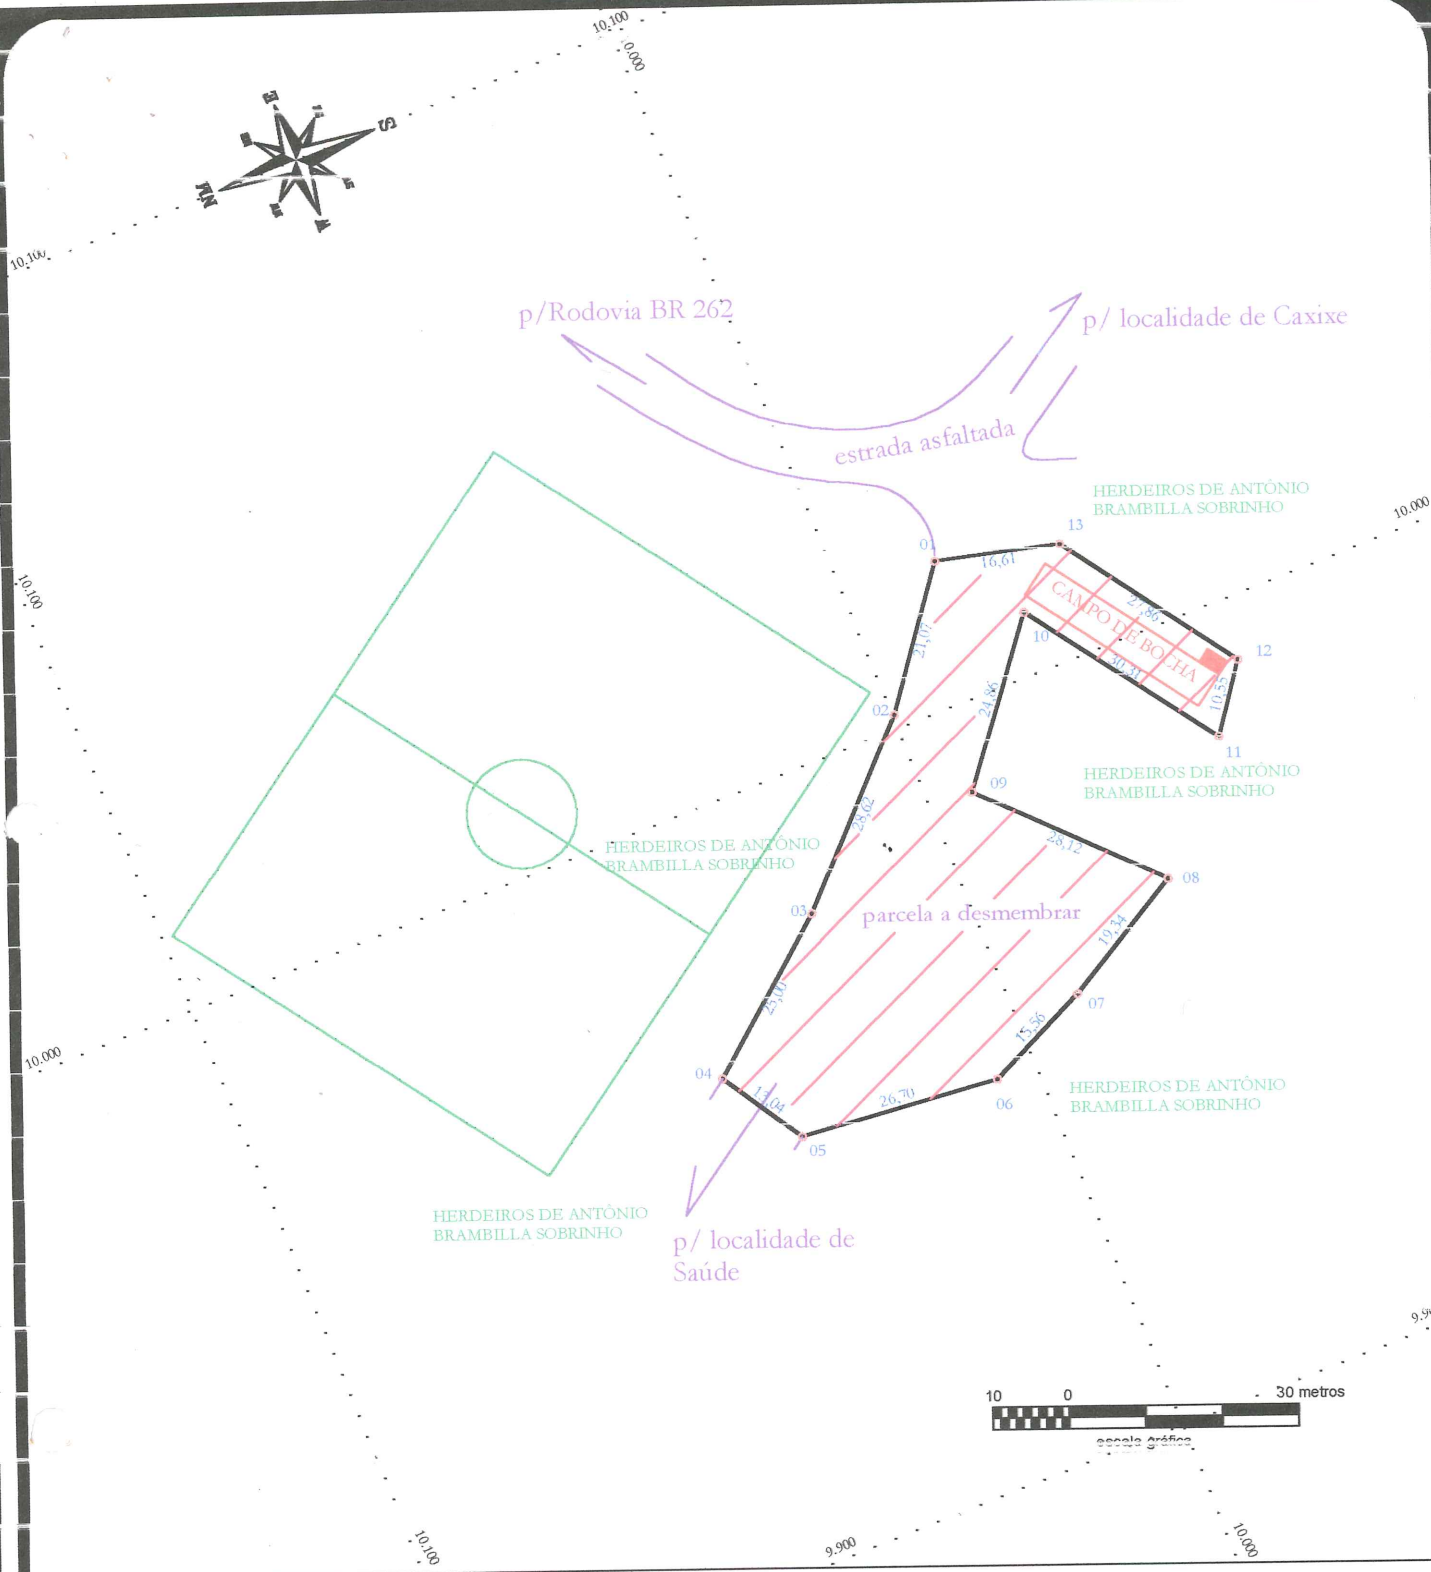 10.100
0.000
E
S
W
10.100
p/Rodovia BR 262
p/ localidade de Caxixe
estrada asfaltada
HERDEIROS DE ANTÔNIO
BRAMBILLA SOBRINHO
10.000
13
01
16,61
10.100
CAMPO DE BOCHA
27,86
21,07
10
12
30,31
10,55
24,86
02
11
HERDEIROS DE ANTÔNIO
BRAMBILLA SOBRINHO
09
28,62
28,12
HERDEIROS DE ANTÔNIO
BRAMBILLA SOBRINHO
08
03
parcela a desmembrar
19,34
25,00
07
15,56
10.000
04
13,04
26,70
06
HERDEIROS DE ANTÔNIO
BRAMBILLA SOBRINHO
05
HERDEIROS DE ANTÔNIO
BRAMBILLA SOBRINHO
p/ localidade de
Saúde
10 0 30 metros
escala gráfica
10.100
9.900
10.000